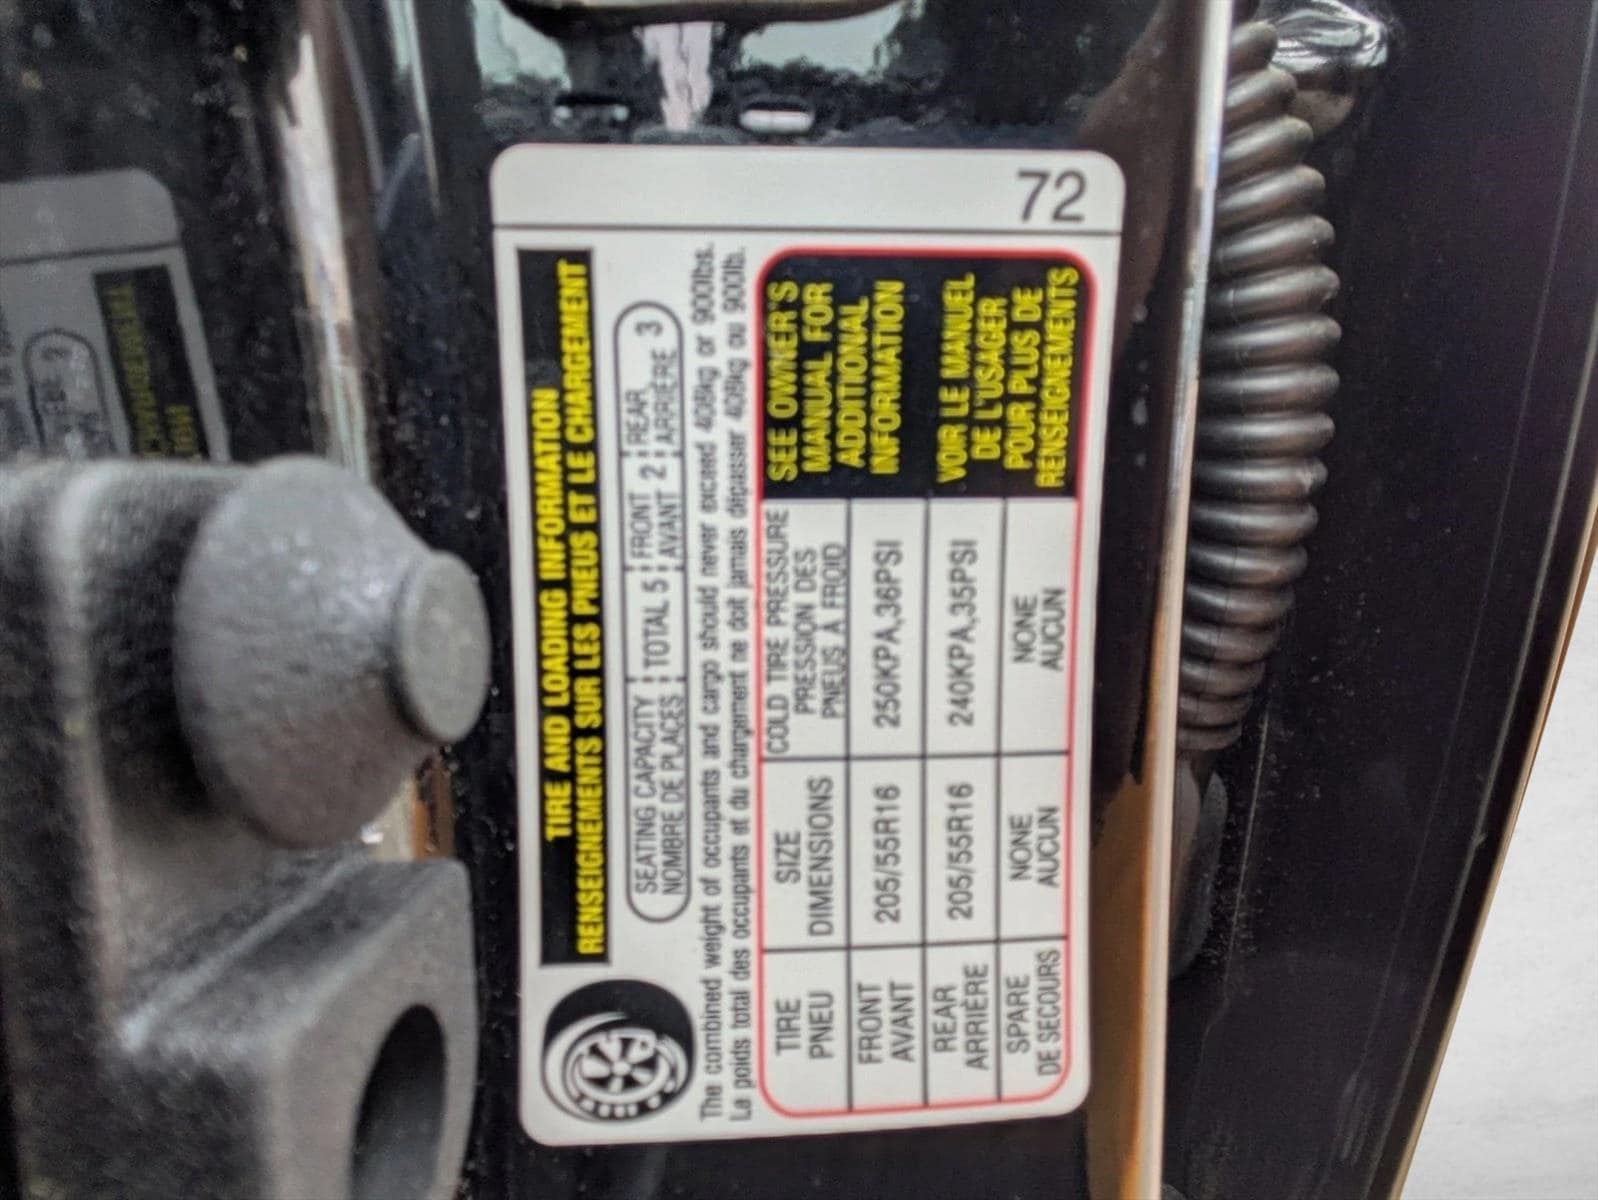 TIRE AND LOADING INFORMATION
RENSEIGNEMENTS SUR LES PNEUS ET LE CHARGEMENT
SEATING CAPACITY TOTAL 5 FRONT 2 REAR 3
NOMBRE DE PLACES AVANT ARRIÈRE
The combined weight of occupants and cargo should never exceed 408kg or 900lbs.
La poids total des occupants et du chargement ne doit jamais dépasser 408kg ou 900lb.
TIRE SIZE COLD TIRE PRESSURE
PNEU DIMENSIONS PRESSION DES
PNEUS A FROID
FRONT 205/55R16 250KPA,36PSI
AVANT
REAR 205/55R16 240KPA,35PSI
ARRIÈRE
SPARE NONE NONE
DE SECOURS AUCUN AUCUN
SEE OWNER'S
MANUAL FOR
ADDITIONAL
INFORMATION
VOIR LE MANUEL
DE L'USAGER
POUR PLUS DE
RENSEIGNEMENTS
72